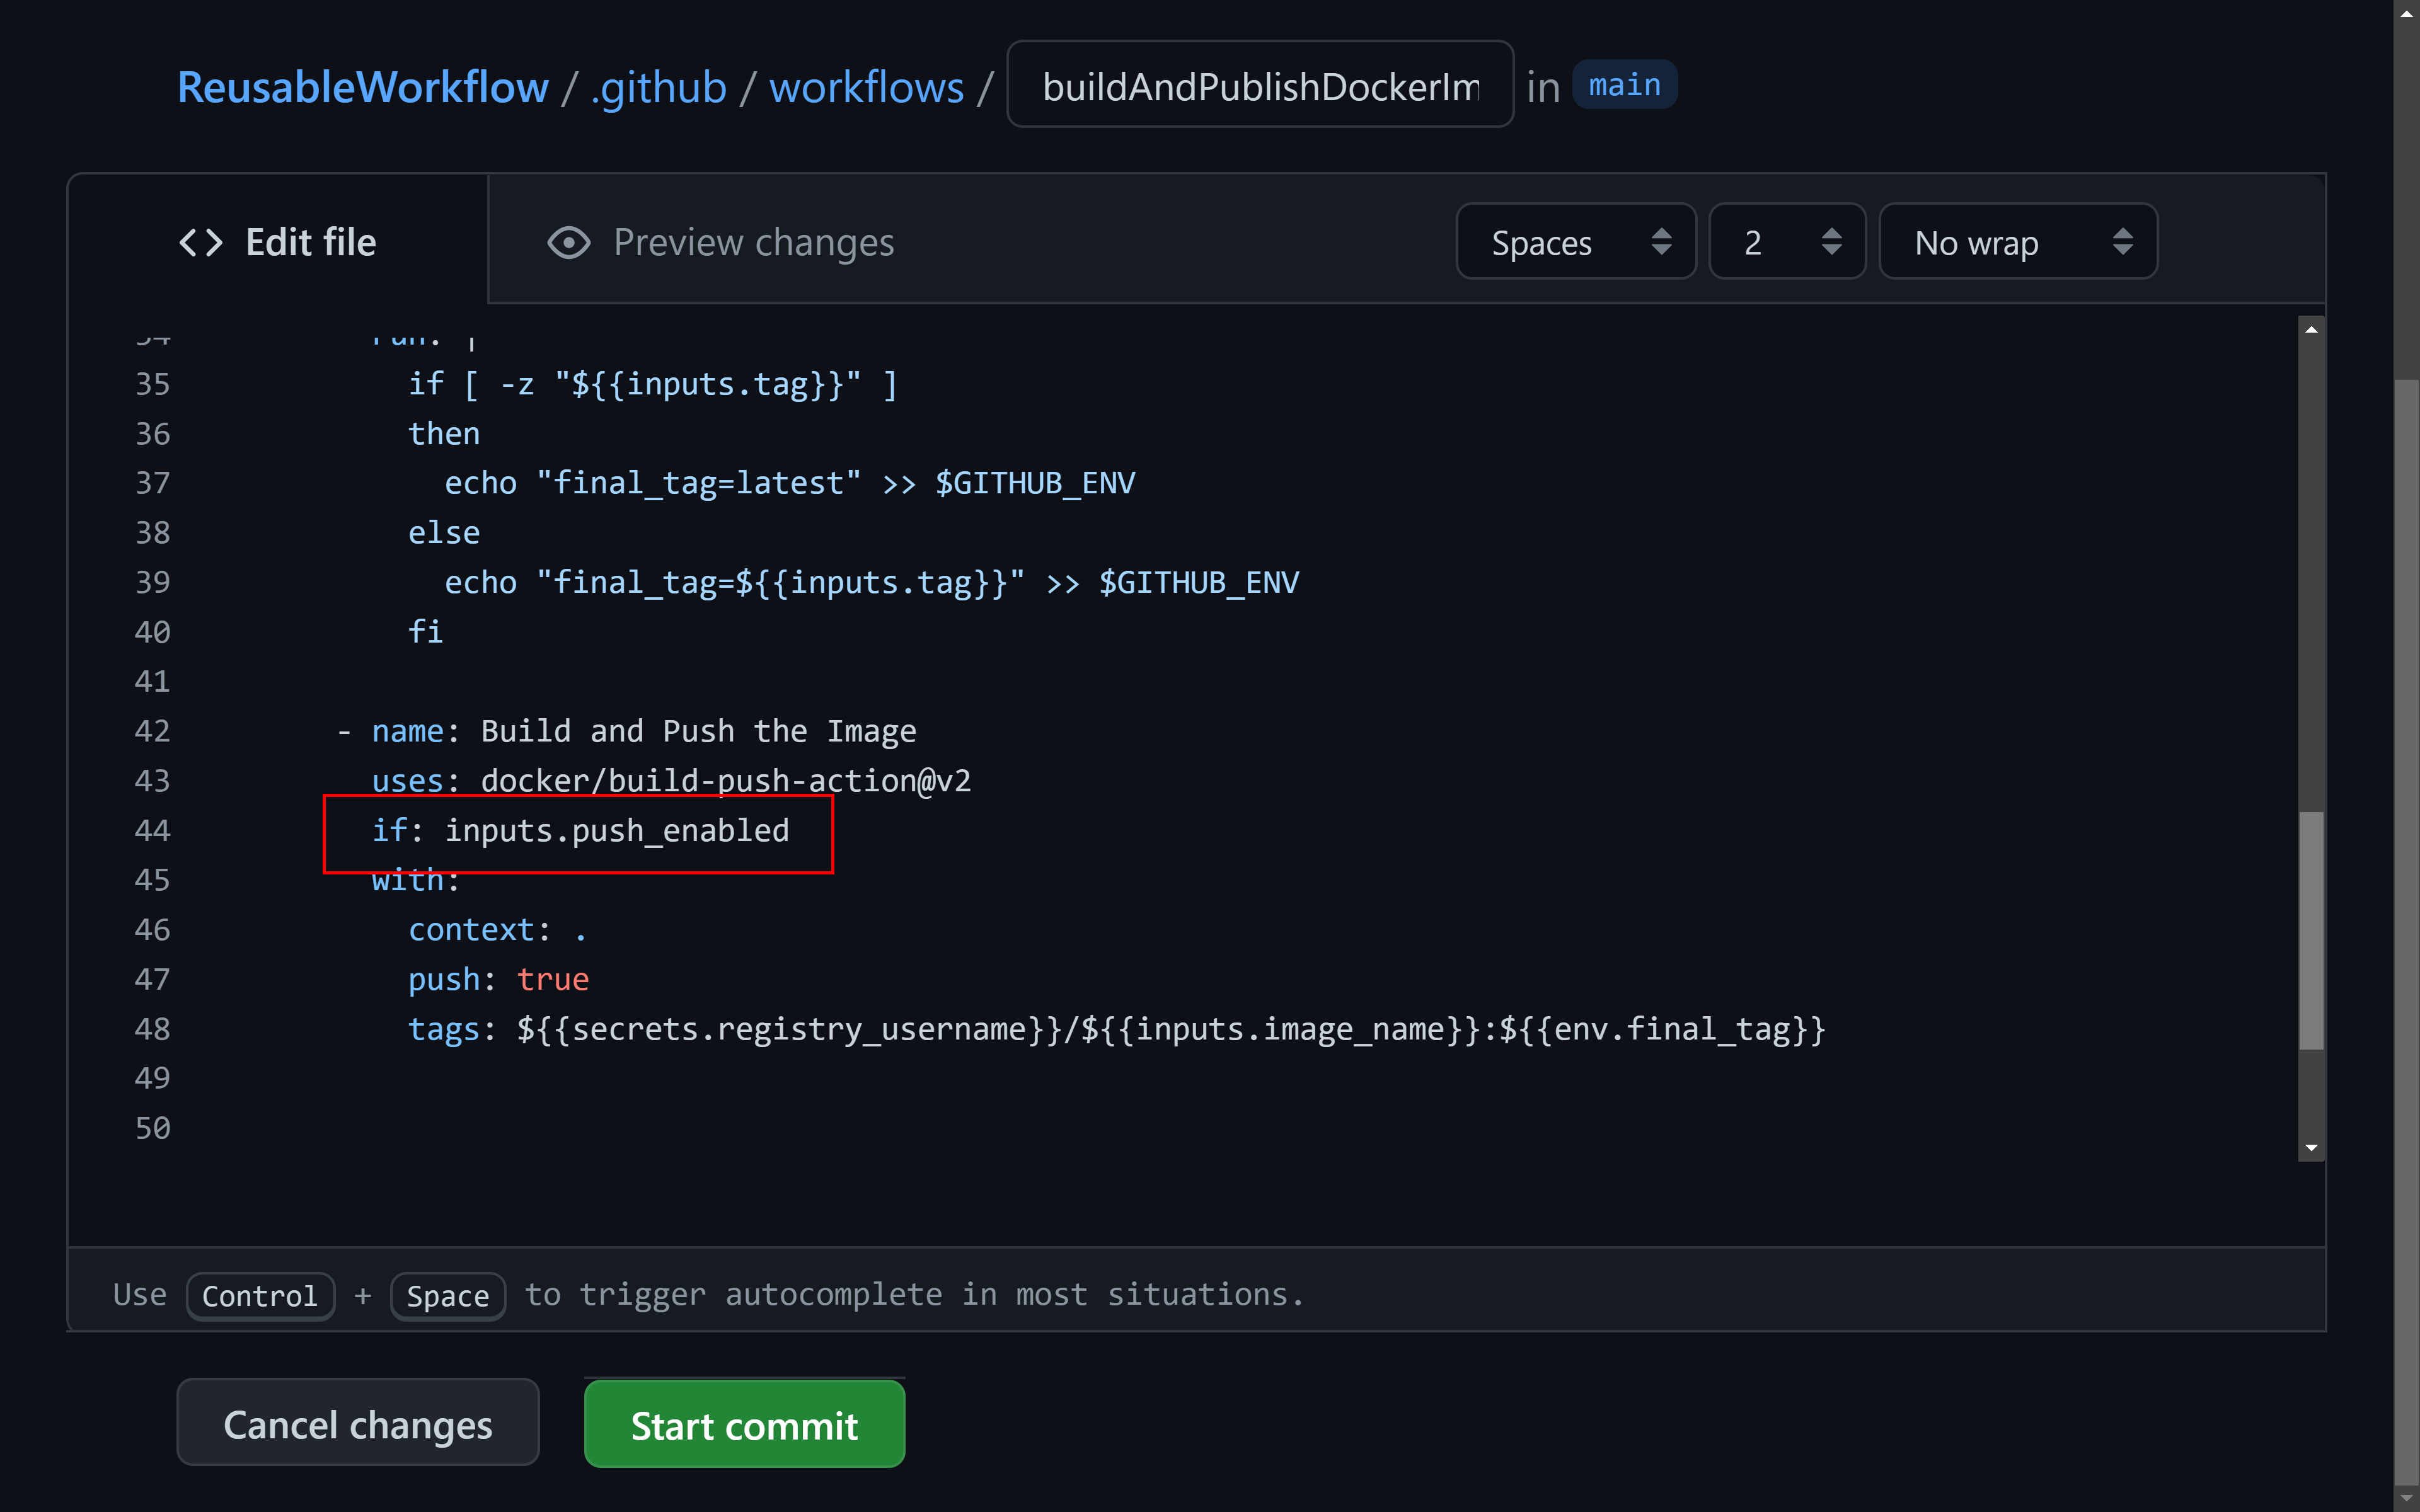 ReusableWorkflow / .github / workflows / buildAndPublishDockerIm in main
Edit file Preview changes Spaces 2 No wrap
34 run: |
35 if [ -z "${{inputs.tag}}" ]
36 then
37 echo "final_tag=latest" >> $GITHUB_ENV
38 else
39 echo "final_tag=${{inputs.tag}}" >> $GITHUB_ENV
40 fi
41
42 - name: Build and Push the Image
43 uses: docker/build-push-action@v2
44 if: inputs.push_enabled
45 with:
46 context: .
47 push: true
48 tags: ${{secrets.registry_username}}/${{inputs.image_name}}:${{env.final_tag}}
49
50
Use Control + Space to trigger autocomplete in most situations.
Cancel changes Start commit